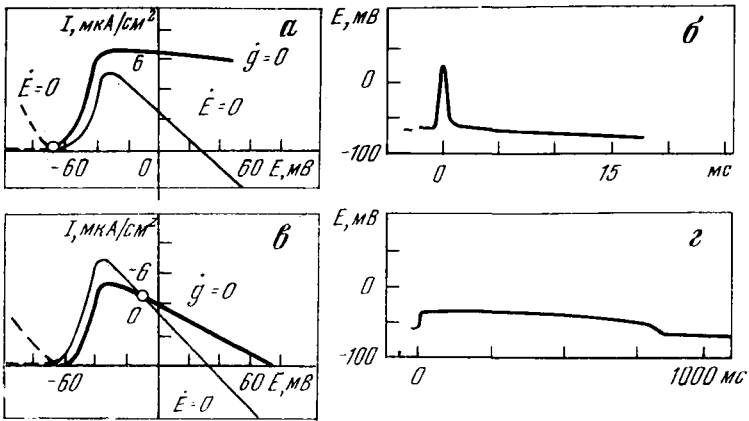 I, мкА/см²
а
6
ġ=0
Ė=0
Ė=0
-60
0
60 E, мВ
E, мВ
б
0
-100
0
15
мс
I, мкА/см²
в
-6
ġ=0
0
-60
60 E, мВ
Ė=0
E, мВ
г
0
-100
0
1000 мс